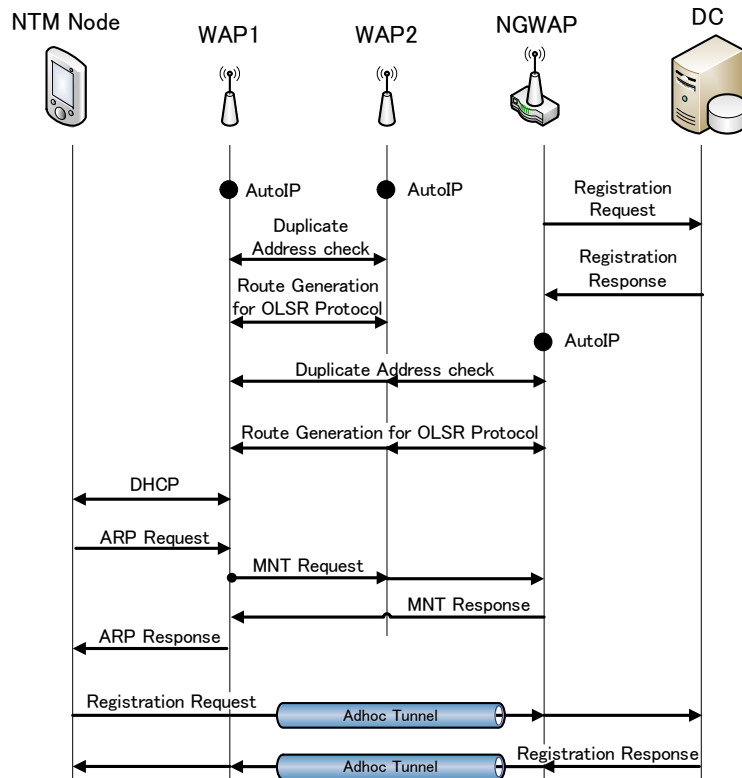 NTM Node
WAP1
WAP2
NGWAP
DC
AutoIP
AutoIP
Registration
Request
Duplicate
Address check
Registration
Response
Route Generation
for OLSR Protocol
AutoIP
Duplicate Address check
Route Generation for OLSR Protocol
DHCP
ARP Request
MNT Request
MNT Response
ARP Response
Registration Request
Adhoc Tunnel
Registration Response
Adhoc Tunnel